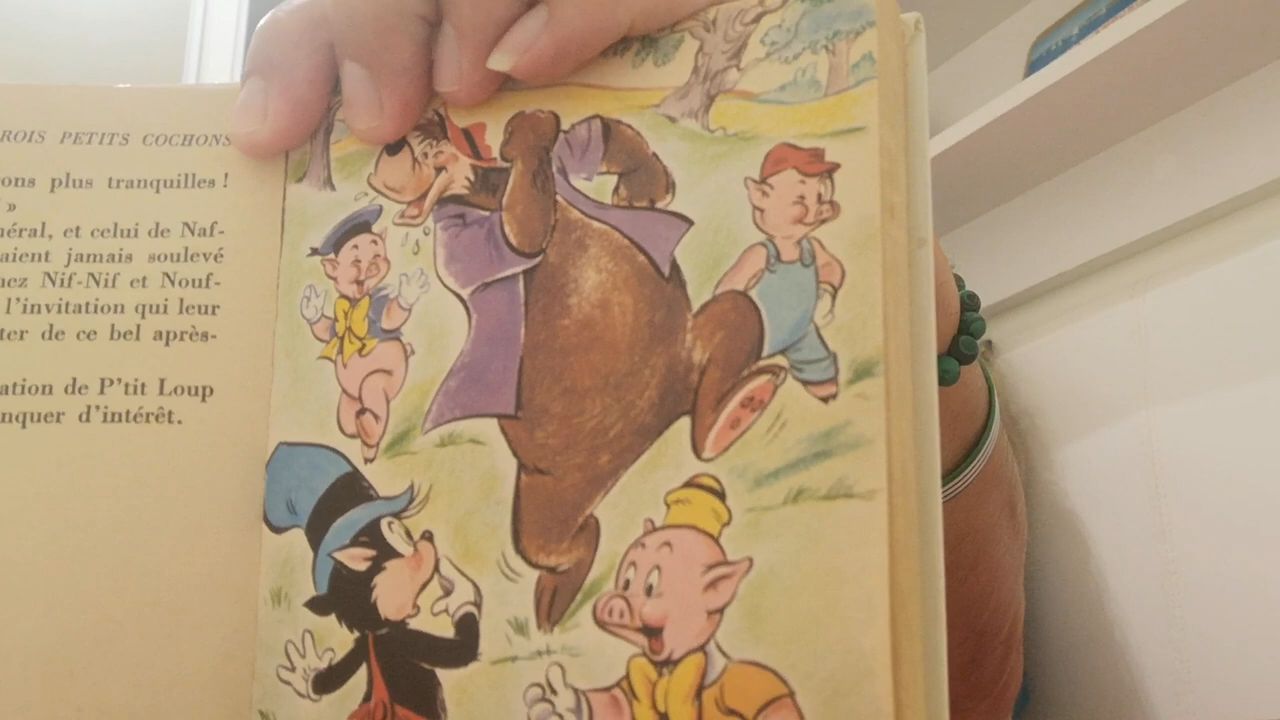 ROIS PETITS COCHONS
ons plus tranquilles !
»
néral, et celui de Naf-
aient jamais soulevé
hez Nif-Nif et Nouf-
l'invitation qui leur
ter de ce bel après-
ation de P'tit Loup
nquer d'intérêt.